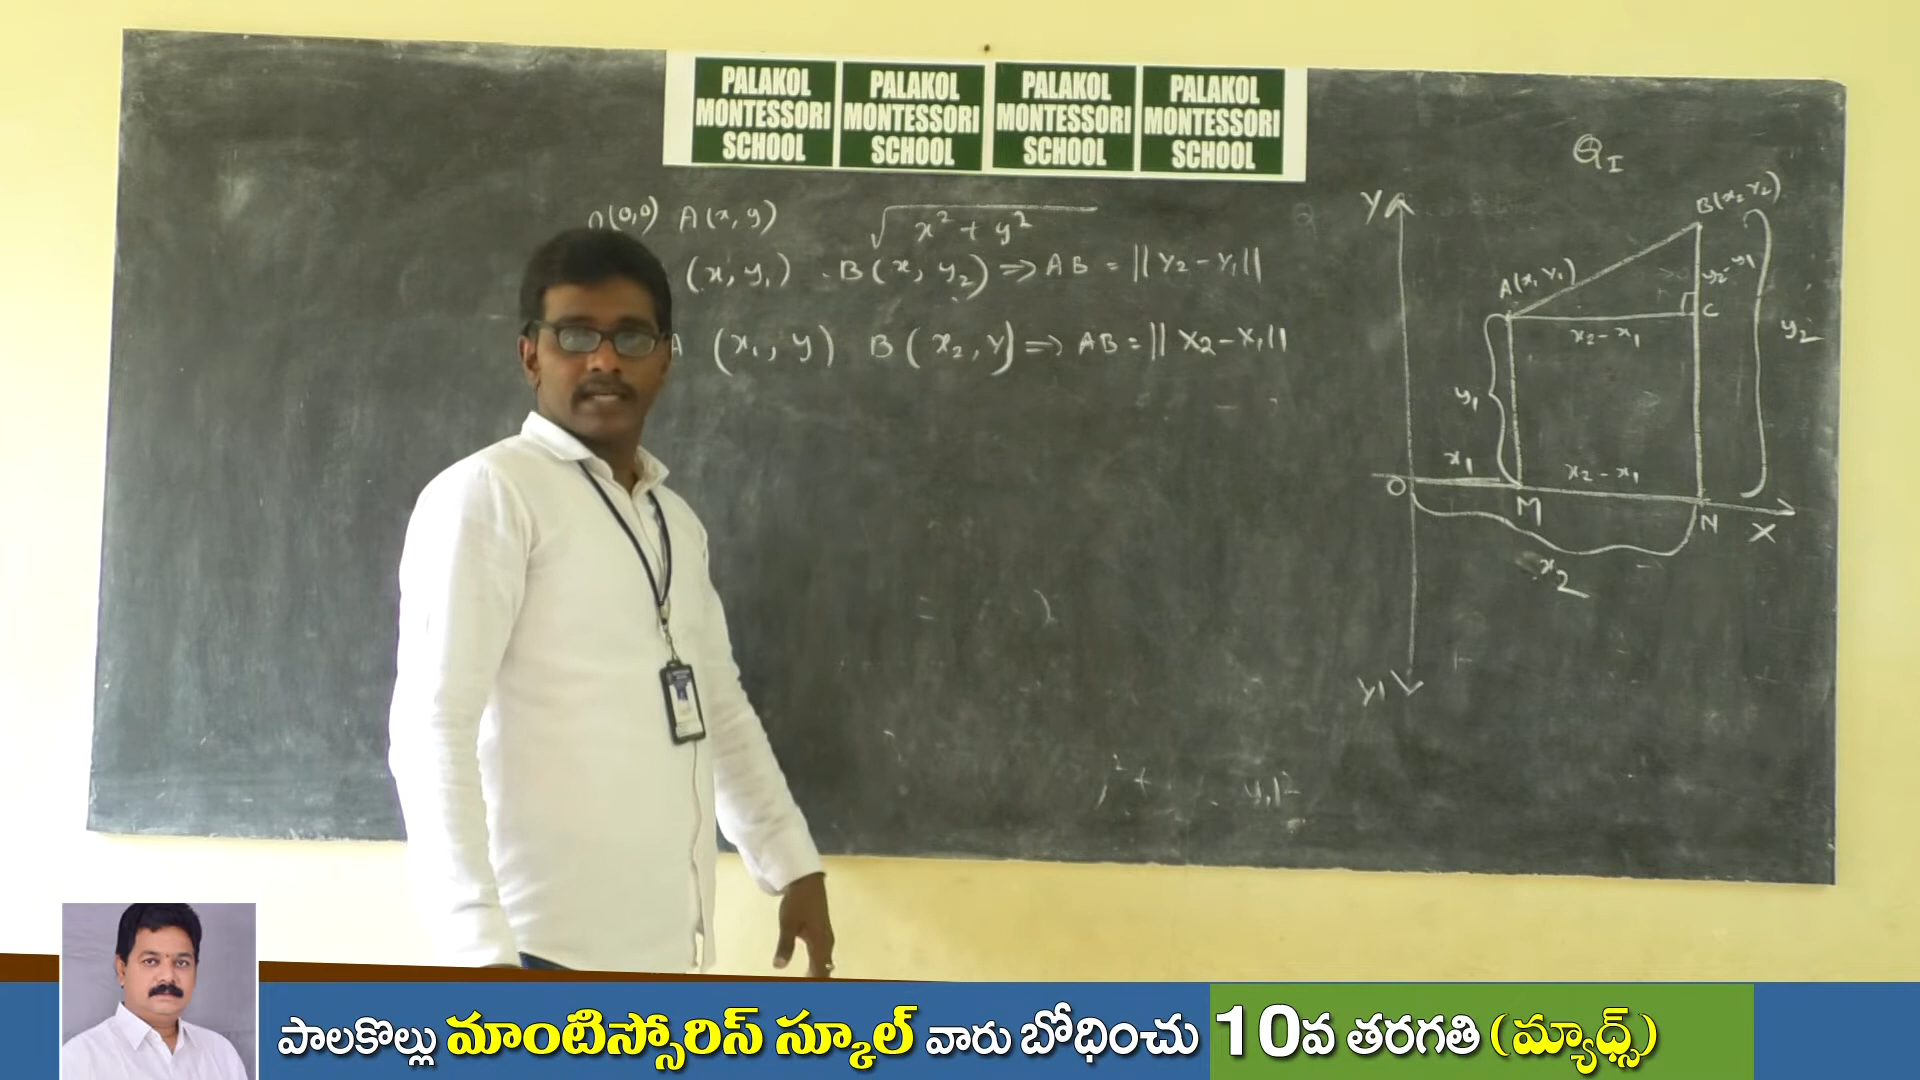 PALAKOL MONTESSORI SCHOOL
PALAKOL MONTESSORI SCHOOL
PALAKOL MONTESSORI SCHOOL
PALAKOL MONTESSORI SCHOOL
(0,0) A(x, y) √x² + y²
(x, y₁) B(x, y₂) => AB = ||Y₂ - Y₁||
A (x₁, y) B(x₂, y) => AB = || X₂ - X₁ ||
Q I
Y
B(x₂ Y₂)
A(x₁ Y₁)
y₂-y₁
C
x₂ - x₁
y₂
y₁
x₁
x₂ - x₁
O
M
N
X
x₂
Y₁
పాలకొల్లు మాంటిస్సోరిస్ స్కూల్ వారు బోధించు 10వ తరగతి (మ్యాధ్స్)